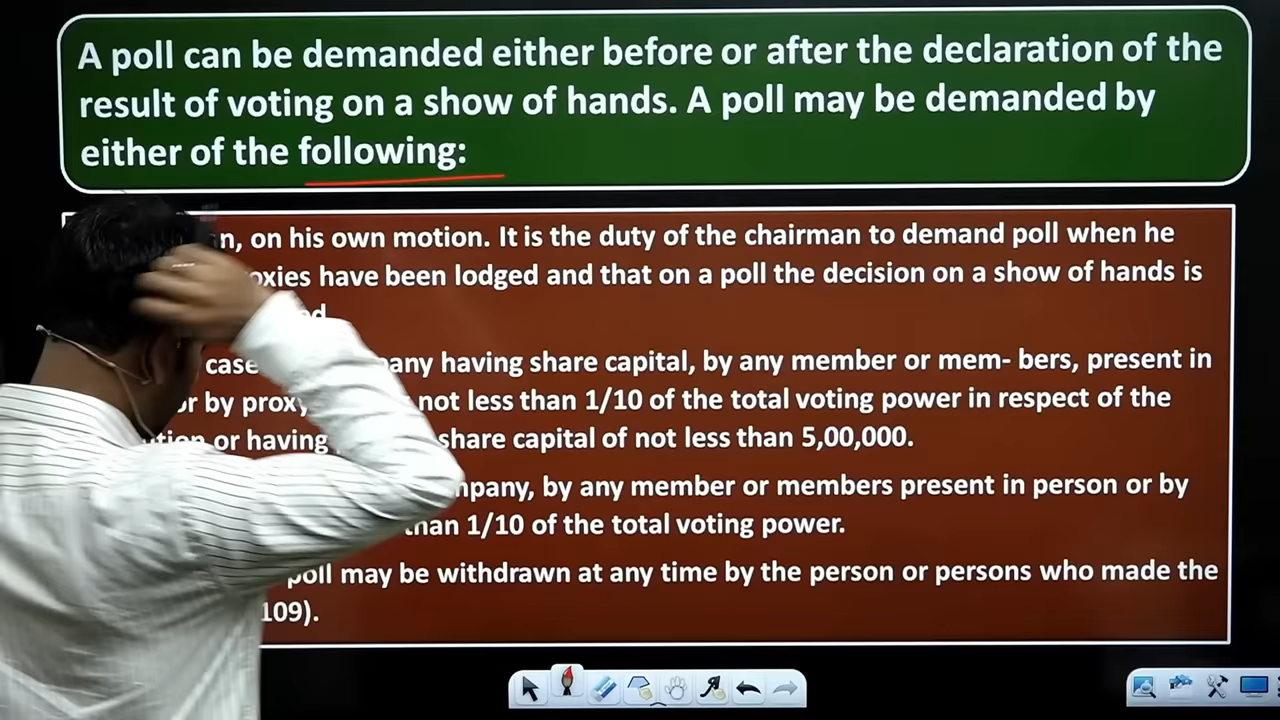 A poll can be demanded either before or after the declaration of the
result of voting on a show of hands. A poll may be demanded by
either of the following:
on his own motion. It is the duty of the chairman to demand poll when he
have been lodged and that on a poll the decision on a show of hands is
case having share capital, by any member or mem- bers, present in
or by proxy not less than 1/10 of the total voting power in respect of the
or having share capital of not less than 5,00,000.
by any member or members present in person or by
than 1/10 of the total voting power.
poll may be withdrawn at any time by the person or persons who made the
109).